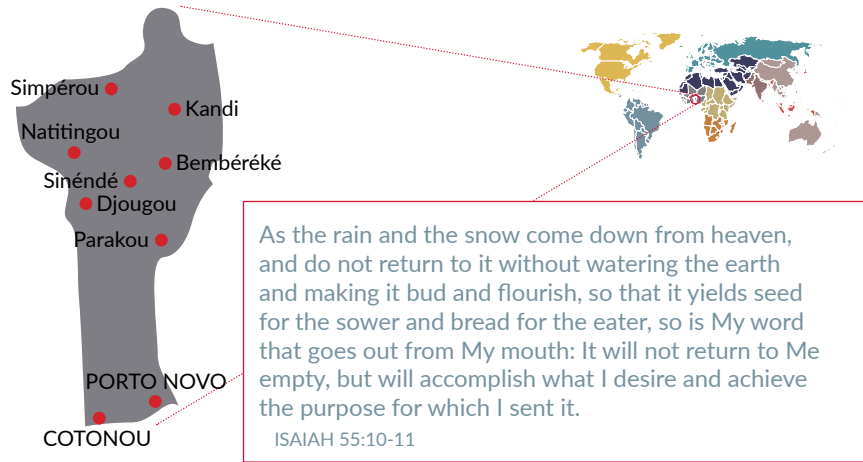 Simpérou
Kandi
Natitingou
Bembéréké
Sinéndé
Djougou
Parakou
PORTO NOVO
COTONOU
As the rain and the snow come down from heaven,
and do not return to it without watering the earth
and making it bud and flourish, so that it yields seed
for the sower and bread for the eater, so is My word
that goes out from My mouth: It will not return to Me
empty, but will accomplish what I desire and achieve
the purpose for which I sent it.
ISAIAH 55:10-11